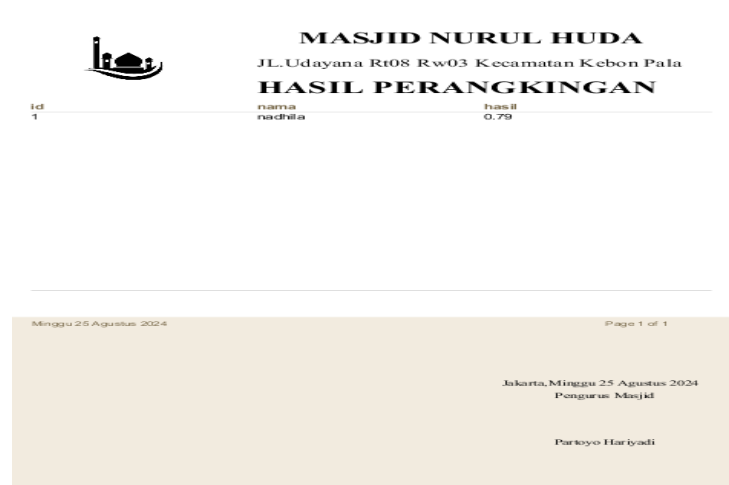 MASJID NURUL HUDA
JL.Udayana Rt08 Rw03 Kecamatan Kebon Pala
HASIL PERANGKINGAN
id nama hasil
1 nadhila 0.79
Minggu 25 Agustus 2024 Page 1 of 1
Jakarta,Minggu 25 Agustus 2024
Pengurus Masjid
Partoyo Hariyadi